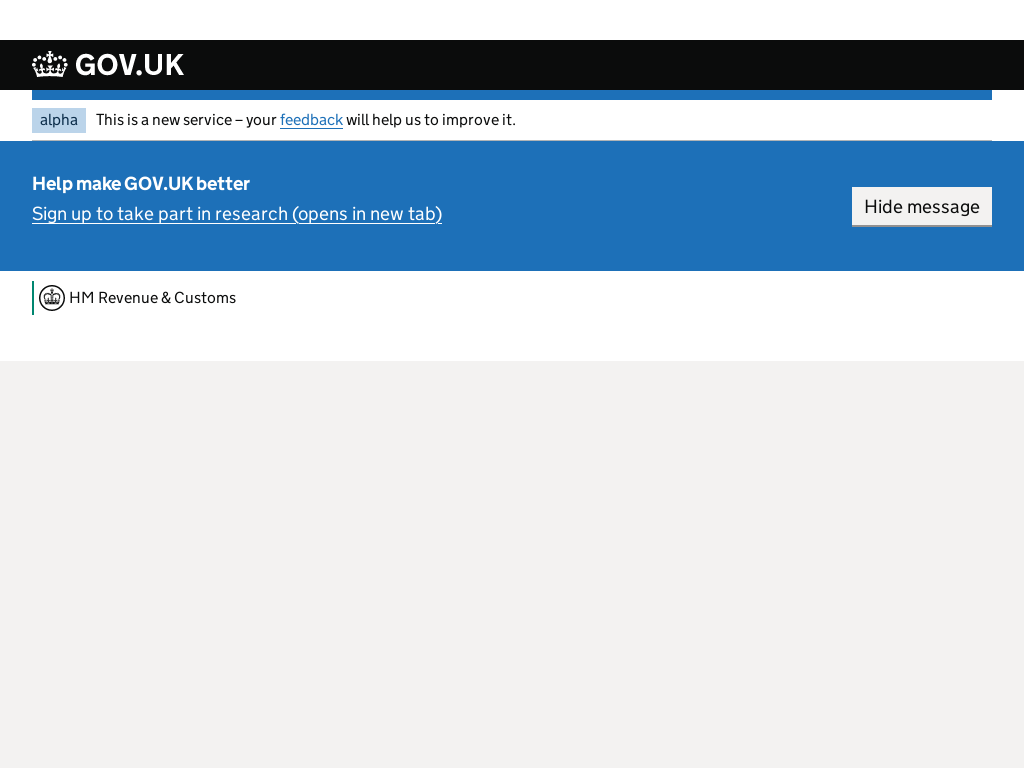 GOV.UK
alpha This is a new service – your feedback will help us to improve it.
Help make GOV.UK better
Sign up to take part in research (opens in new tab)
Hide message
HM Revenue & Customs